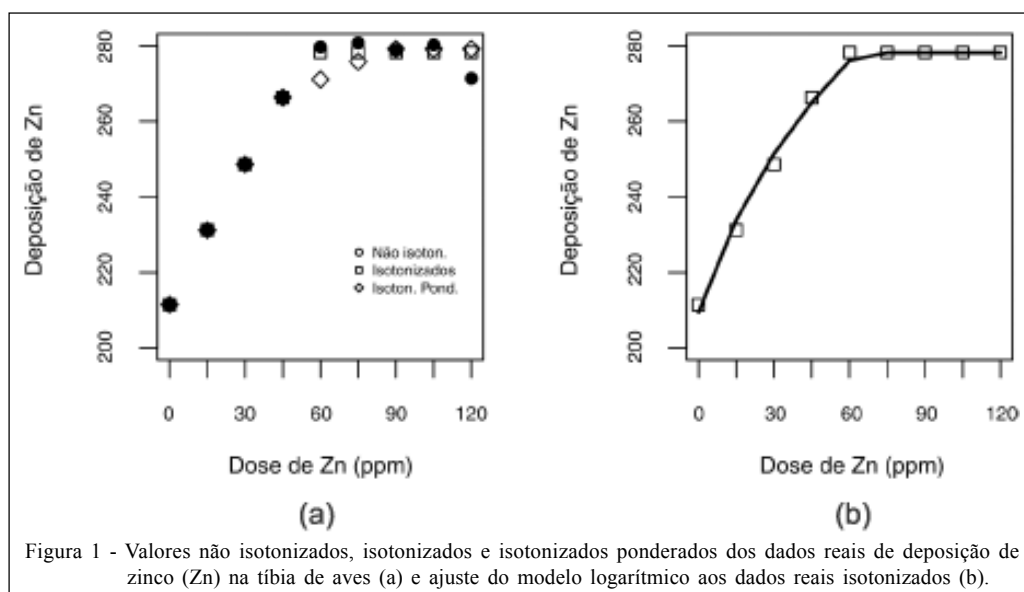 280
260
240
220
200
Deposição de Zn
Não isoton.
Isotonizados
Isoton. Pond.
0
30
60
90
120
Dose de Zn (ppm)
(a)
280
260
240
220
200
Deposição de Zn
0
30
60
90
120
Dose de Zn (ppm)
(b)
Figura 1 - Valores não isotonizados, isotonizados e isotonizados ponderados dos dados reais de deposição de
zinco (Zn) na tíbia de aves (a) e ajuste do modelo logarítmico aos dados reais isotonizados (b).